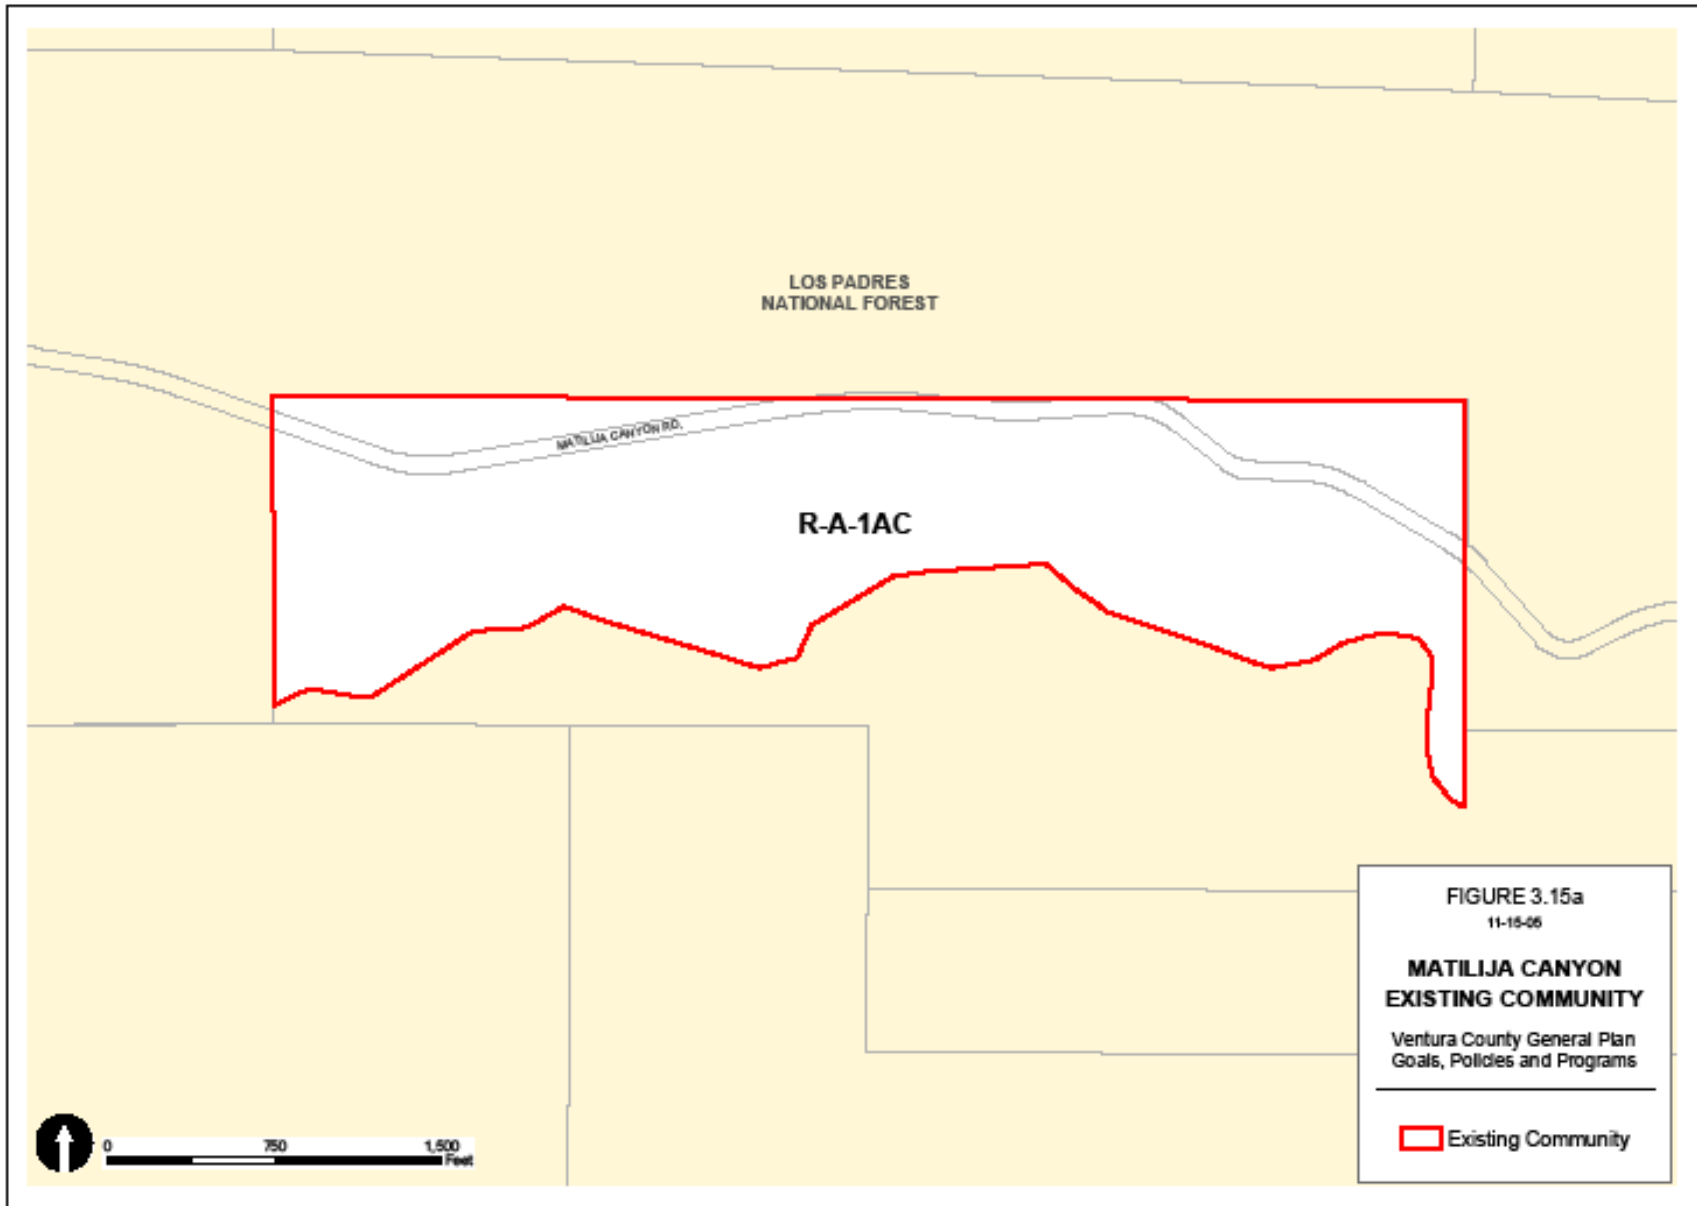 LOS PADRES
NATIONAL FOREST
MATILIJA CANYON RD.
R-A-1AC
FIGURE 3.15a
11-15-05
MATILIJA CANYON
EXISTING COMMUNITY
Ventura County General Plan
Goals, Policies and Programs
Existing Community
0 750 1,500
Feet